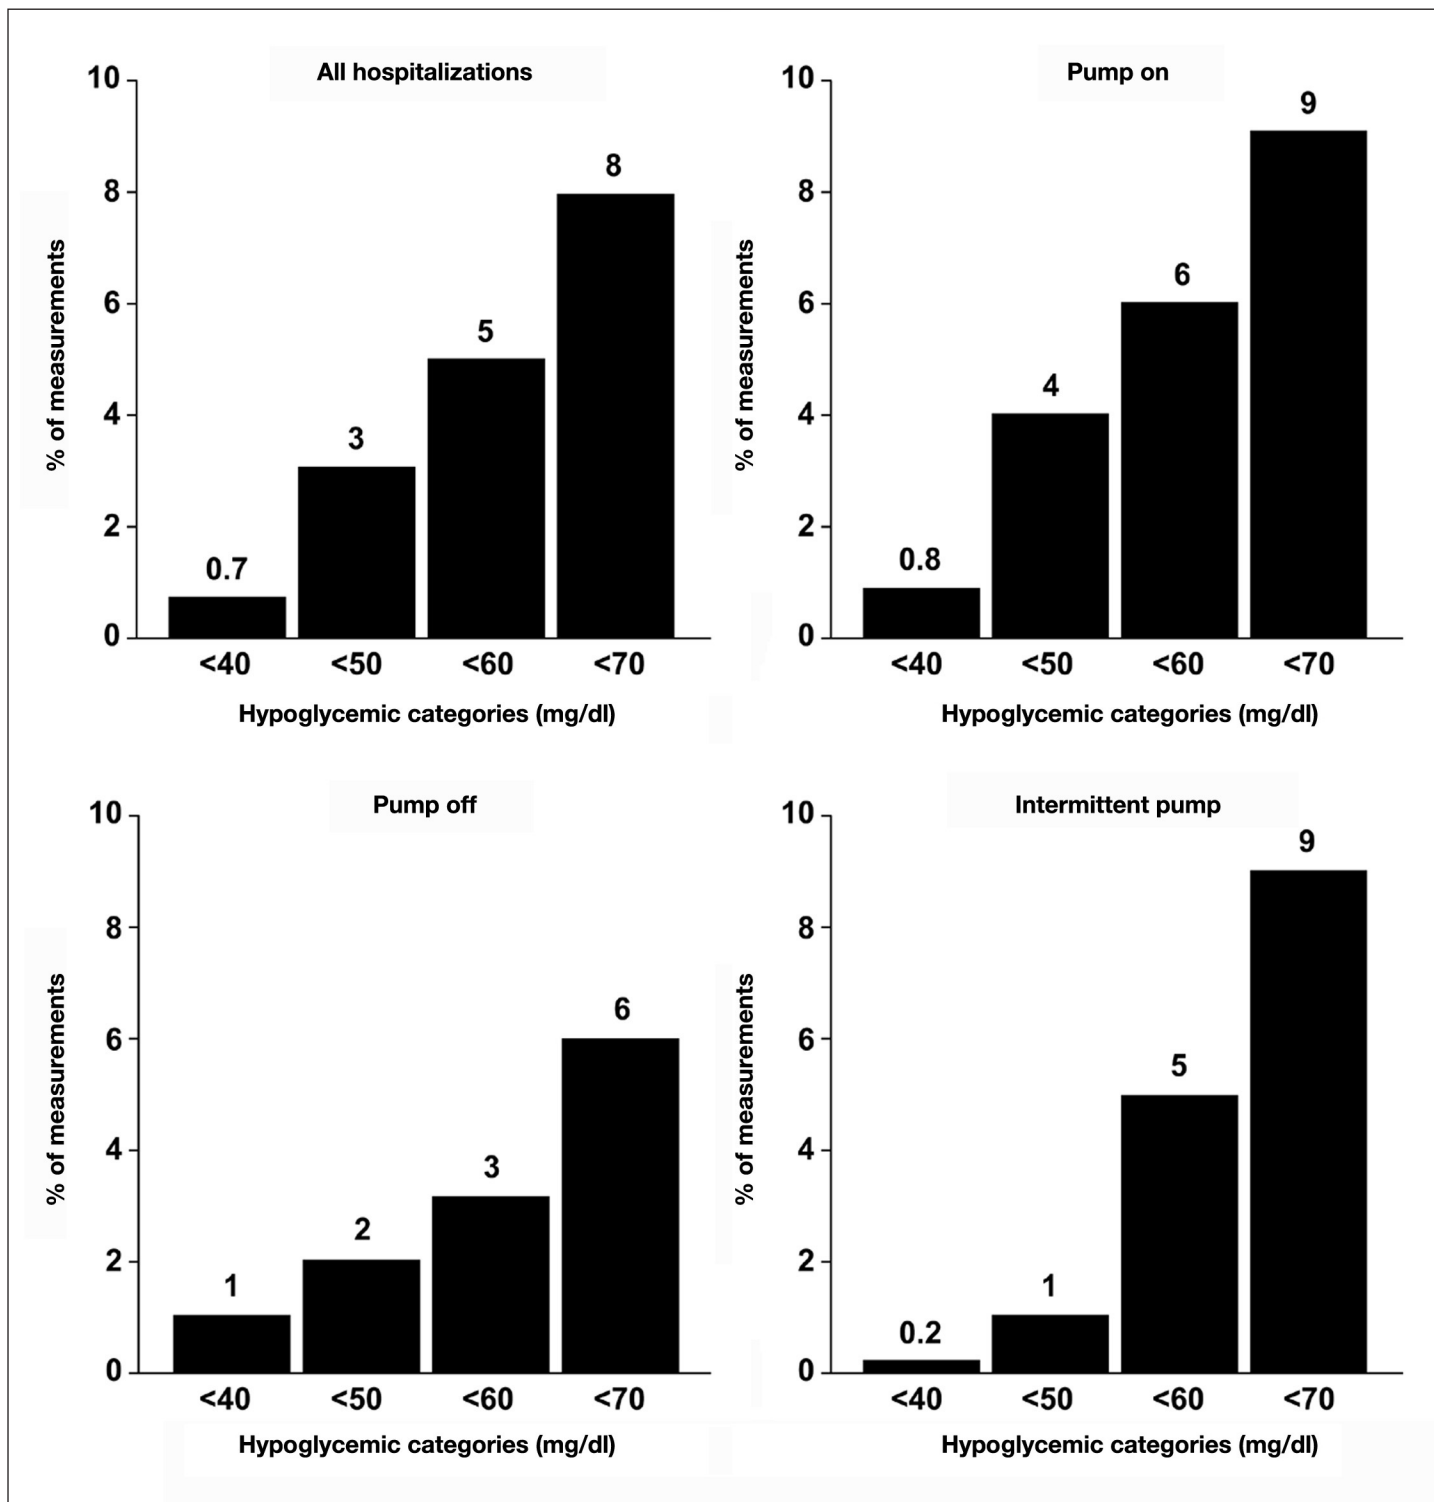 All hospitalizations
10
8
6
4
2
0
% of measurements
0.7
3
5
8
<40 <50 <60 <70
Hypoglycemic categories (mg/dl)
Pump on
10
8
6
4
2
0
% of measurements
0.8
4
6
9
<40 <50 <60 <70
Hypoglycemic categories (mg/dl)
Pump off
10
8
6
4
2
0
% of measurements
1
2
3
6
<40 <50 <60 <70
Hypoglycemic categories (mg/dl)
Intermittent pump
10
8
6
4
2
0
% of measurements
0.2
1
5
9
<40 <50 <60 <70
Hypoglycemic categories (mg/dl)